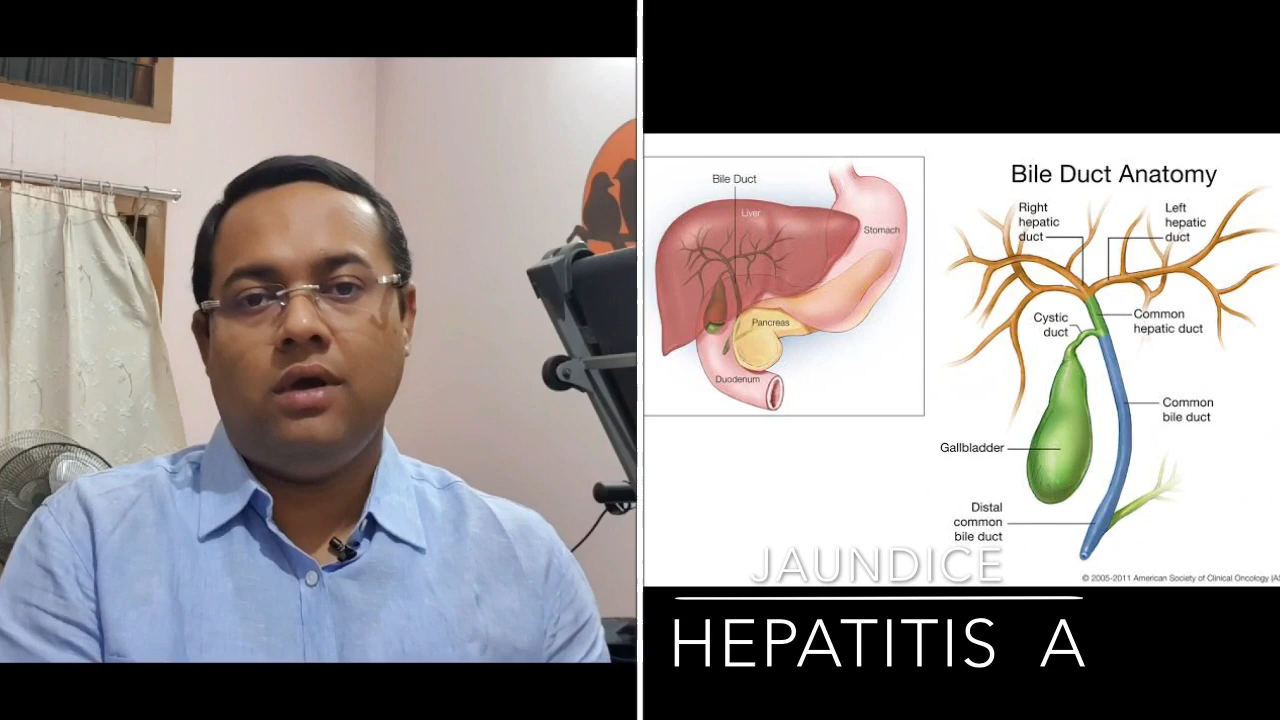 Bile Duct
Liver
Stomach
Pancreas
Duodenum
Bile Duct Anatomy
Right
hepatic
duct
Left
hepatic
duct
Cystic
duct
Common
hepatic duct
Common
bile duct
Gallbladder
Distal
common
bile duct
© 2005-2011 American Society of Clinical Oncology (AS
JAUNDICE
HEPATITIS A